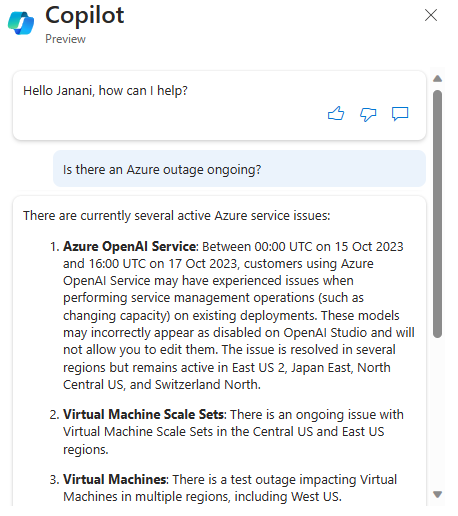 Copilot
Preview
Hello Janani, how can I help?
Is there an Azure outage ongoing?
There are currently several active Azure service issues:
1. Azure OpenAI Service: Between 00:00 UTC on 15 Oct 2023
and 16:00 UTC on 17 Oct 2023, customers using Azure
OpenAI Service may have experienced issues when
performing service management operations (such as
changing capacity) on existing deployments. These models
may incorrectly appear as disabled on OpenAI Studio and will
not allow you to edit them. The issue is resolved in several
regions but remains active in East US 2, Japan East, North
Central US, and Switzerland North.
2. Virtual Machine Scale Sets: There is an ongoing issue with
Virtual Machine Scale Sets in the Central US and East US
regions.
3. Virtual Machines: There is a test outage impacting Virtual
Machines in multiple regions, including West US.